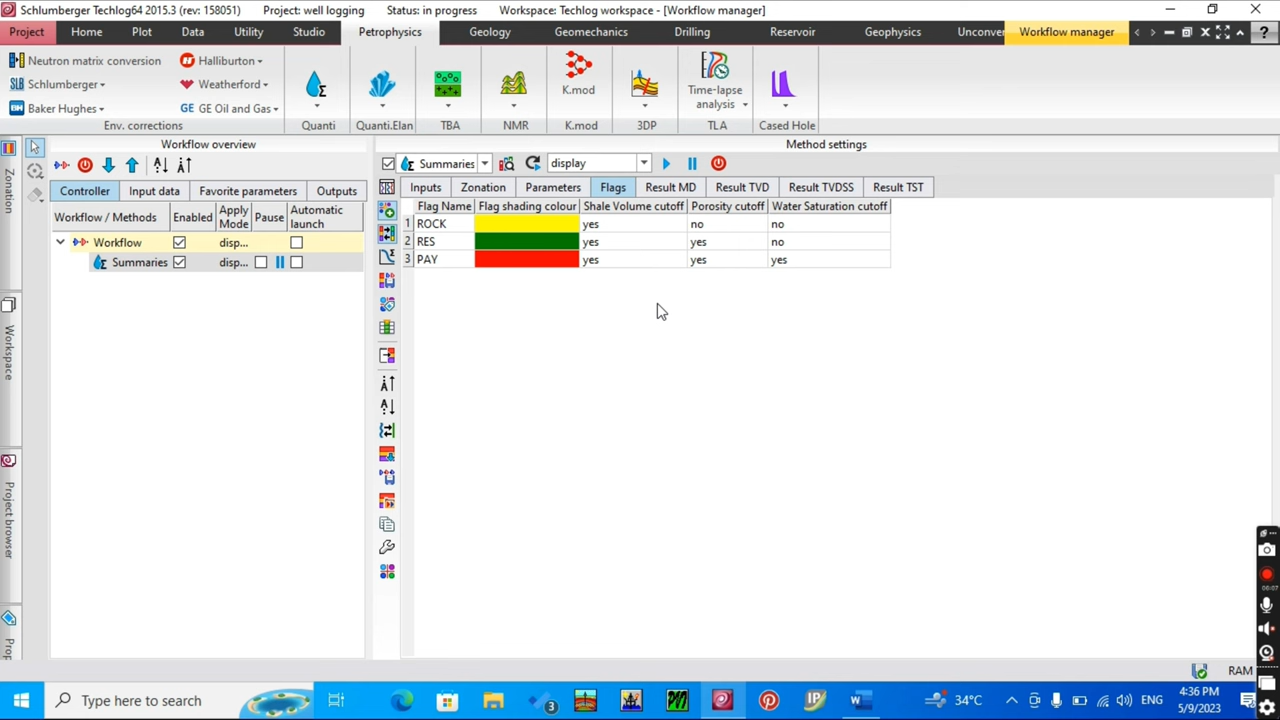 Schlumberger Techlog64 2015.3 (rev: 158051) Project: well logging Status: in progress Workspace: Techlog workspace - [Workflow manager]
Project Home Plot Data Utility Studio Petrophysics Geology Geomechanics Drilling Reservoir Geophysics Unconver Workflow manager ?
Neutron matrix conversion Halliburton
SLB Schlumberger Weatherford
BH Baker Hughes GE GE Oil and Gas
K.mod Time-lapse analysis
Env. corrections Quanti Quanti.Elan TBA NMR K.mod 3DP TLA Cased Hole
Workflow overview Method settings
Summaries display
Controller Input data Favorite parameters Outputs
Inputs Zonation Parameters Flags Result MD Result TVD Result TVDSS Result TST
Workflow / Methods Enabled Apply Mode Pause Automatic launch
Workflow disp...
Summaries disp...
Flag Name Flag shading colour Shale Volume cutoff Porosity cutoff Water Saturation cutoff
1 ROCK yes no no
2 RES yes yes no
3 PAY yes yes yes
Zonation
Workspace
Project browser
Prop
RAM
06:07
Type here to search
3
34°C
ENG
4:36 PM
5/9/2023